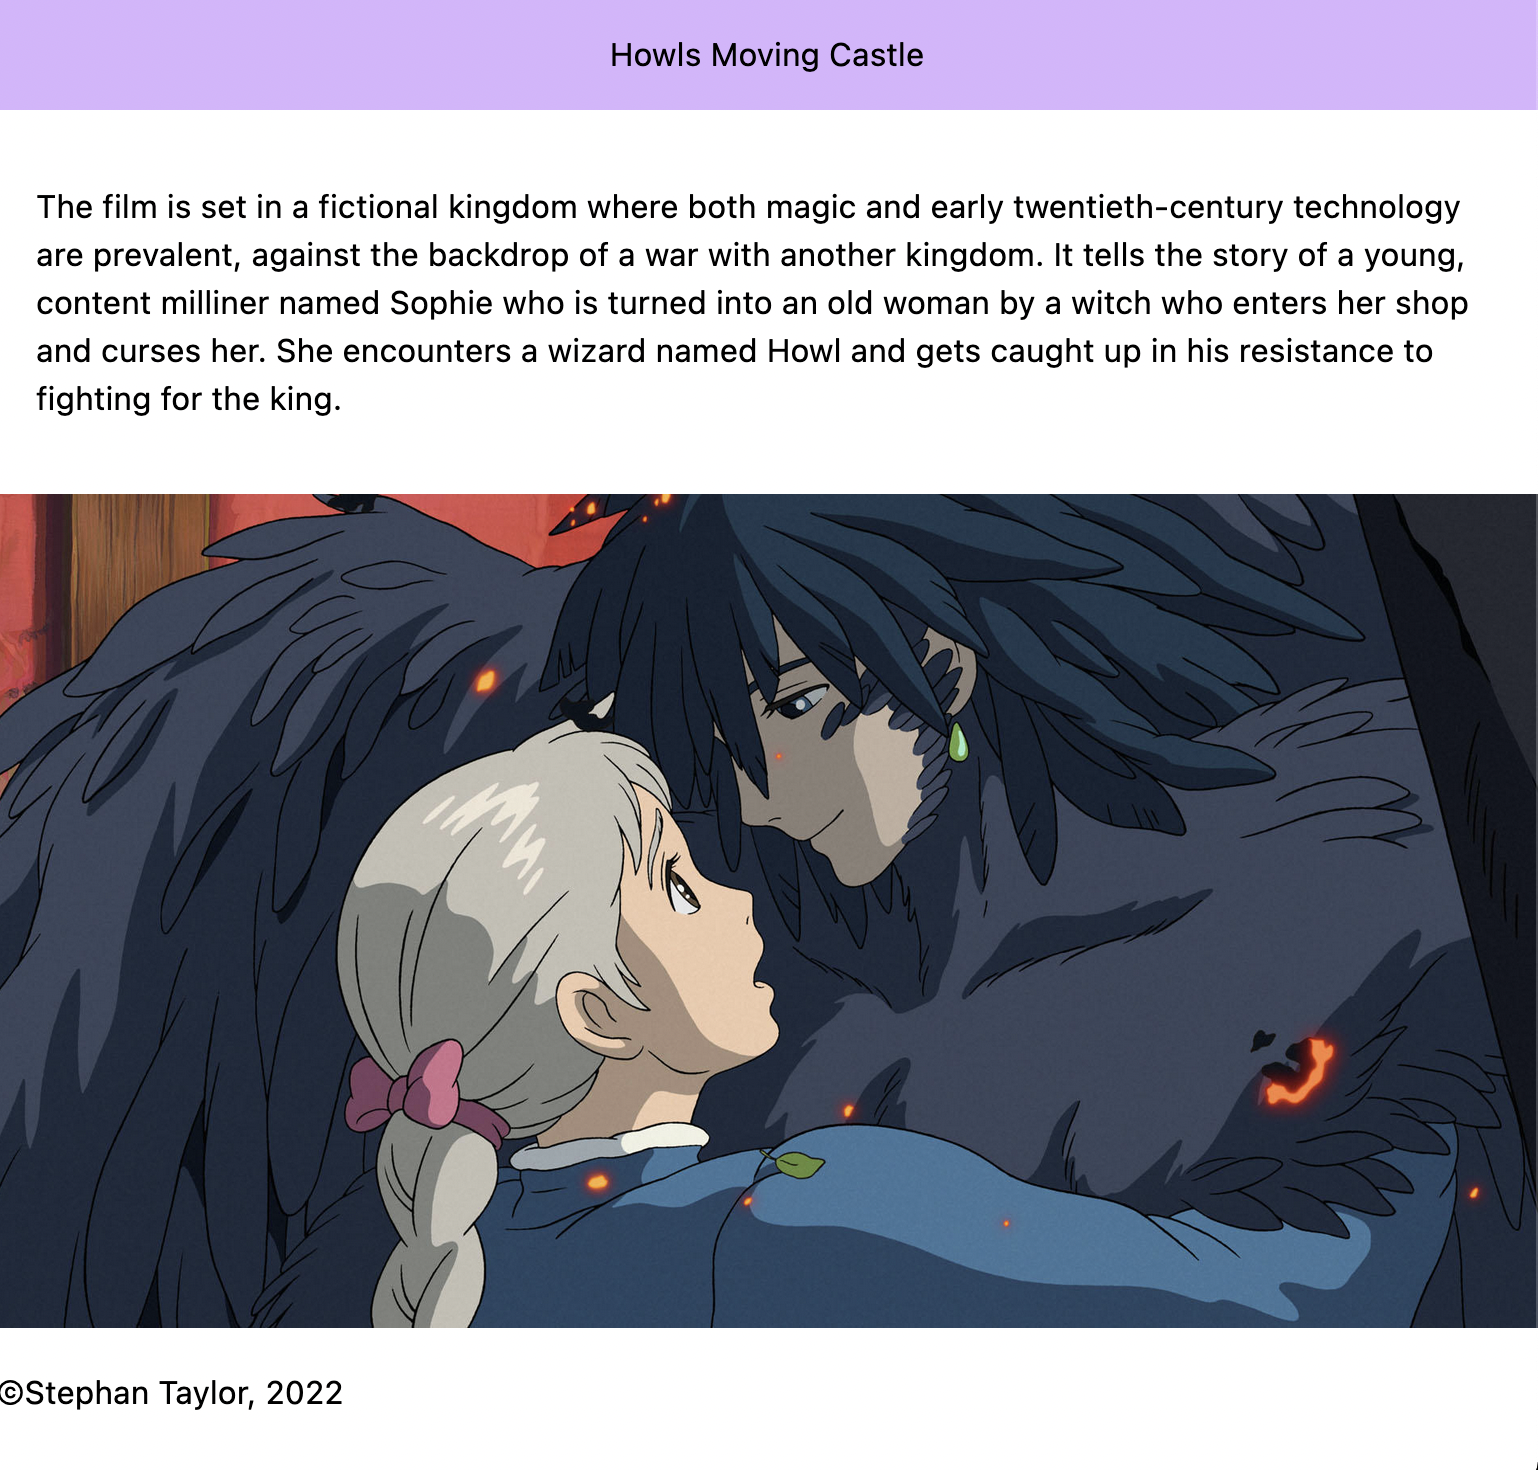 Howls Moving Castle
The film is set in a fictional kingdom where both magic and early twentieth-century technology
are prevalent, against the backdrop of a war with another kingdom. It tells the story of a young,
content milliner named Sophie who is turned into an old woman by a witch who enters her shop
and curses her. She encounters a wizard named Howl and gets caught up in his resistance to
fighting for the king.
©Stephan Taylor, 2022